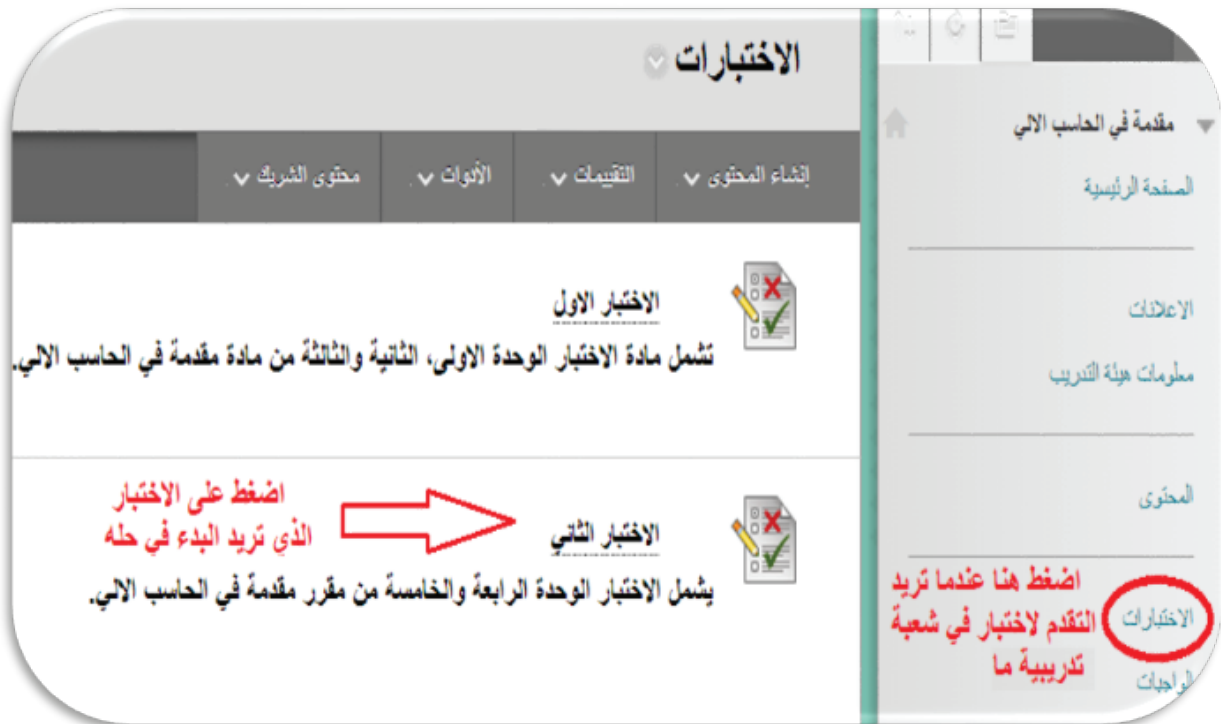 مقدمة في الحاسب الالي
الصفحة الرئيسية
الاعلانات
معلومات هيئة التدريب
المحتوى
الاختبارات
الواجبات
اضغط هنا عندما تريد
التقدم لاختبار في شعبة
تدريبية ما
الاختبارات
إنشاء المحتوى
التقييمات
الأدوات
محتوى الشريك
الاختبار الاول
تشمل مادة الاختبار الوحدة الاولى، الثانية والثالثة من مادة مقدمة في الحاسب الالي.
الاختبار الثاني
يشمل الاختبار الوحدة الرابعة والخامسة من مقرر مقدمة في الحاسب الالي.
اضغط على الاختبار
الذي تريد البدء في حله